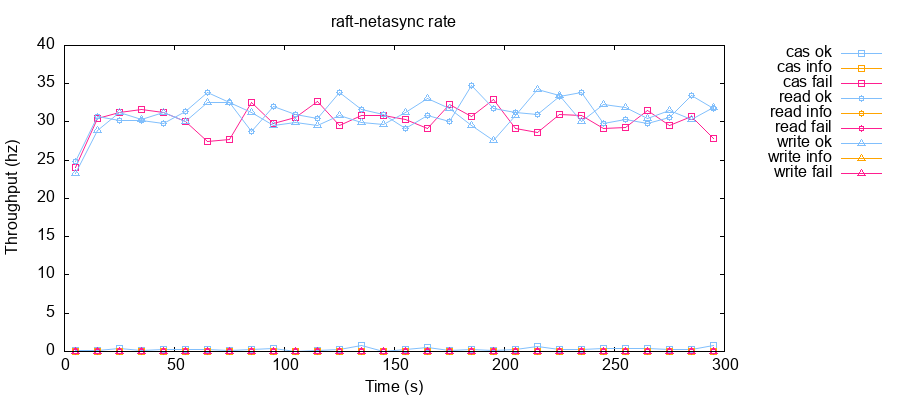 raft-netasync rate
Throughput (hz)
40
35
30
25
20
15
10
5
0
0 50 100 150 200 250 300
Time (s)
cas ok
cas info
cas fail
read ok
read info
read fail
write ok
write info
write fail